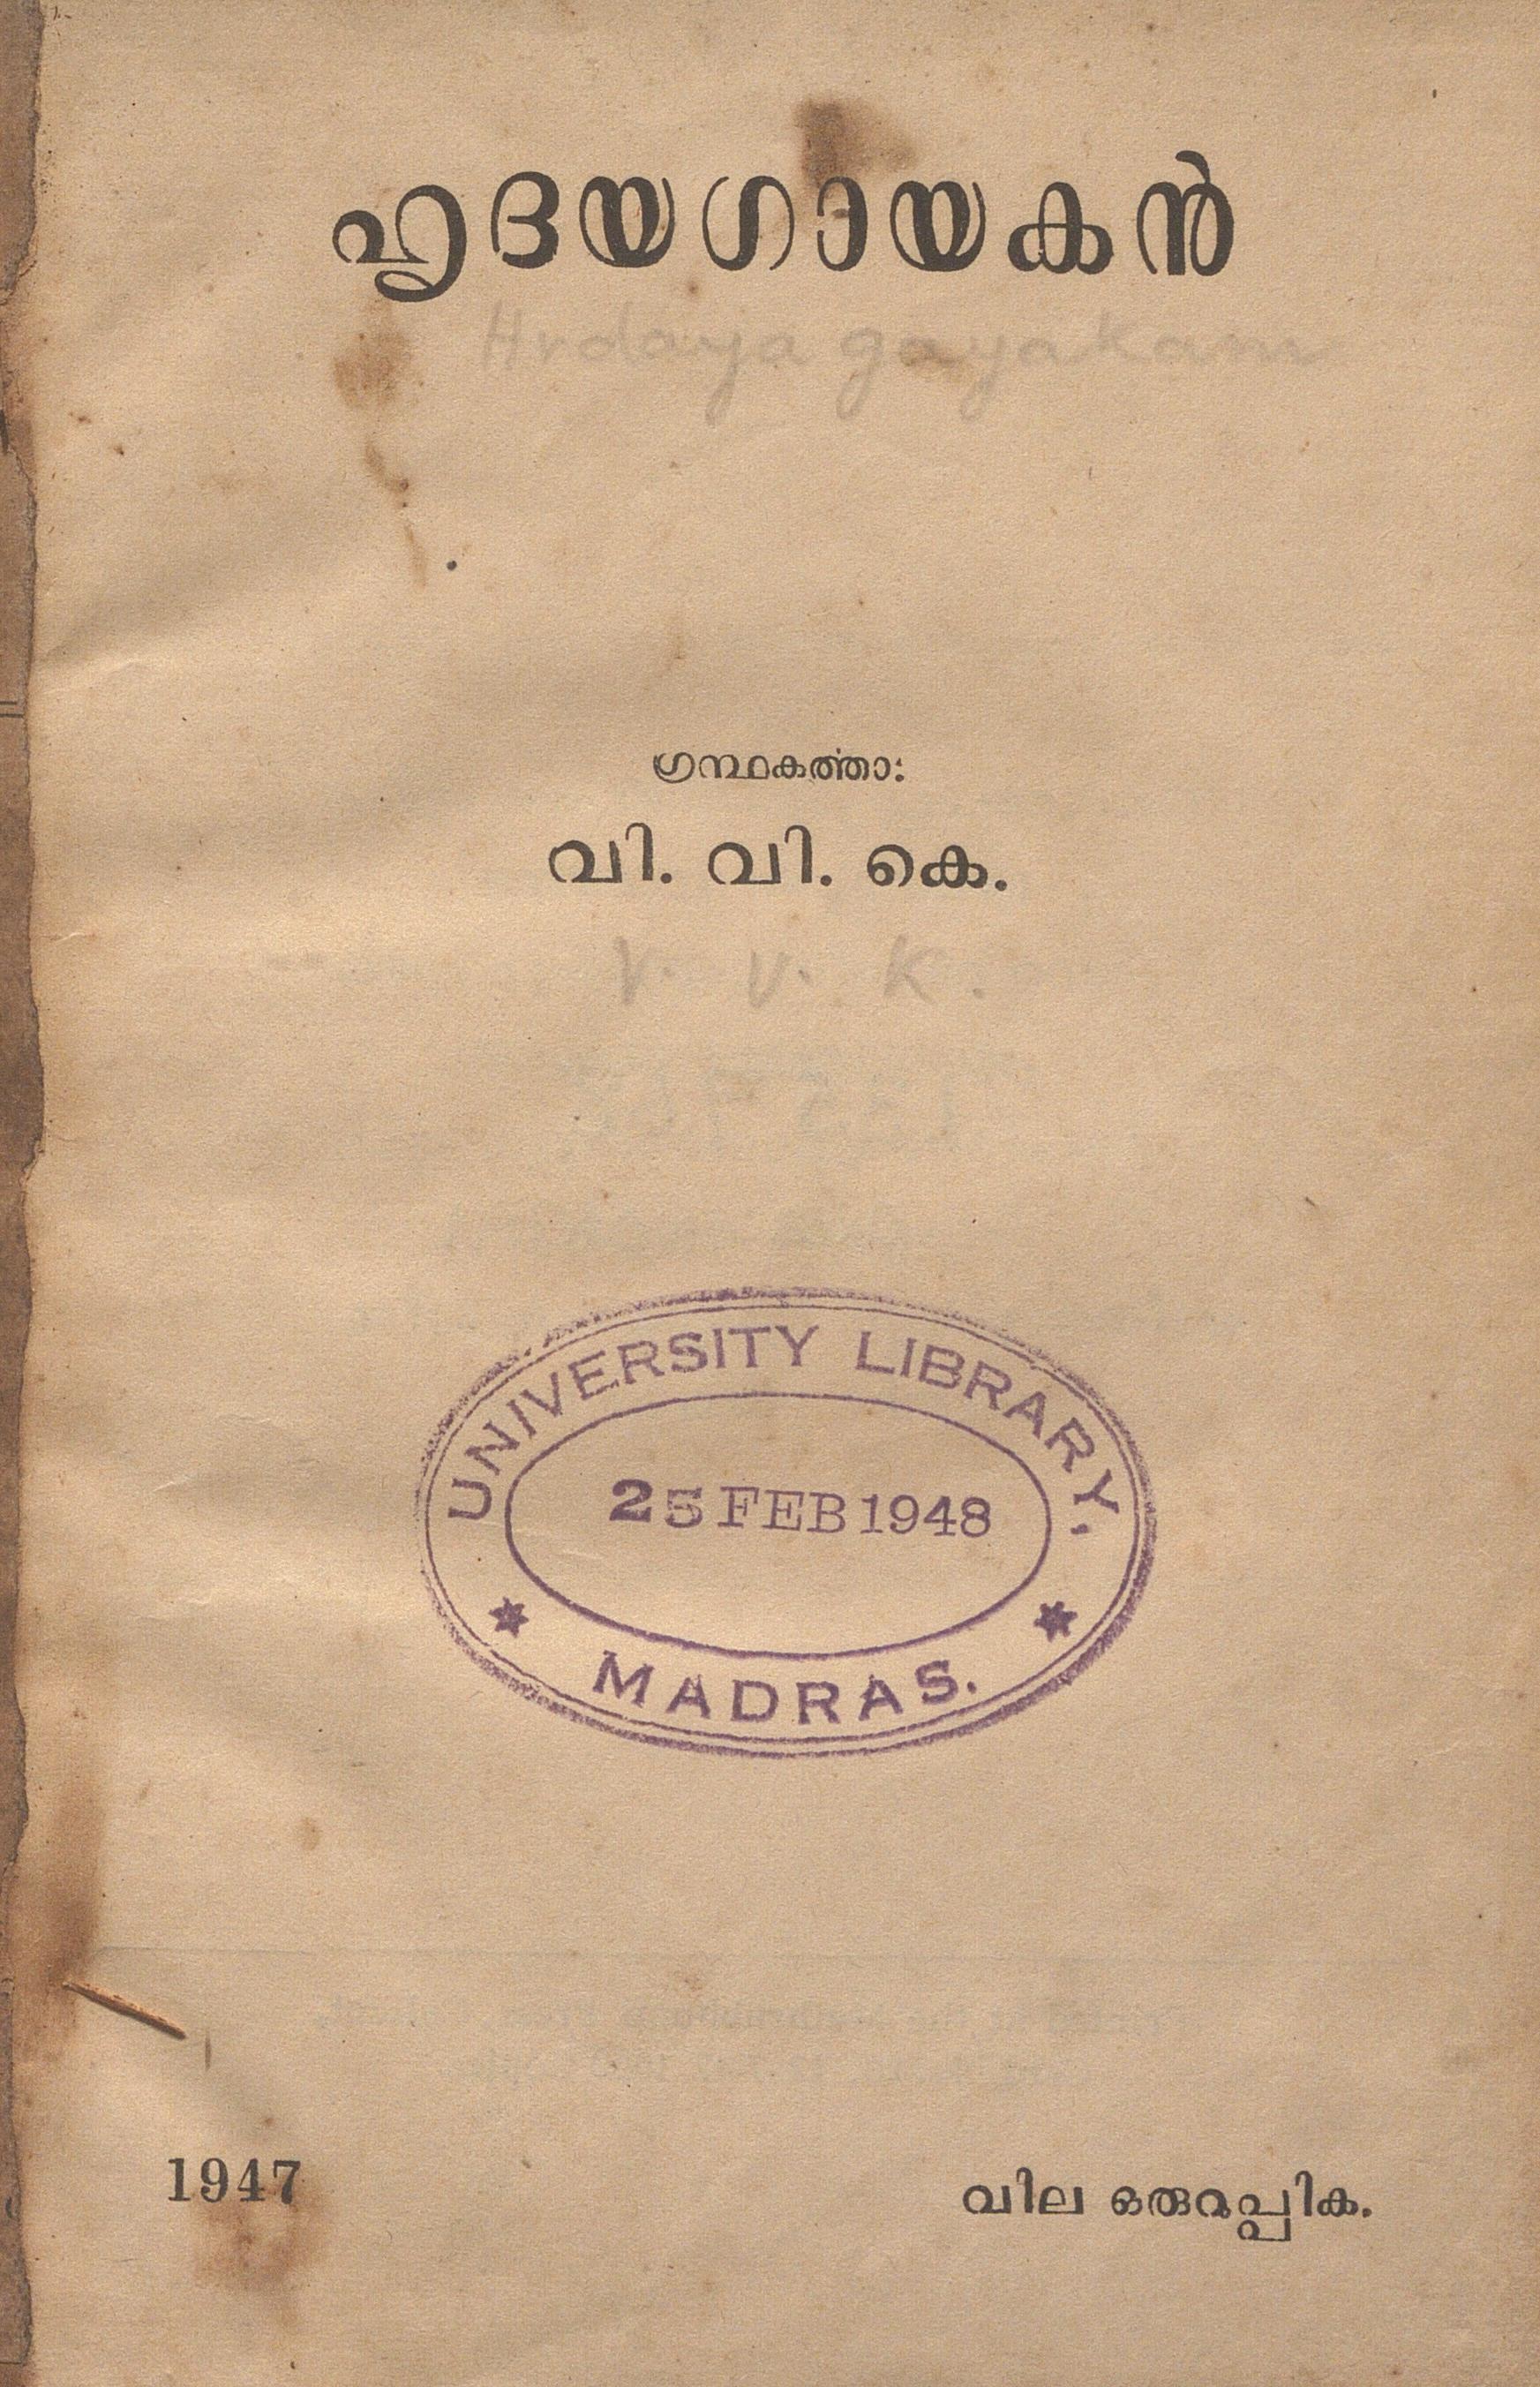 ഹൃദയഗായകൻ
Hrdaya gayakam
ഗ്രന്ഥകൎത്താ:
വി. വി. കെ.
V. V. K.
UNIVERSITY LIBRARY.
25 FEB 1948
MADRAS.
1947
വില ഒരുറുപ്പിക.